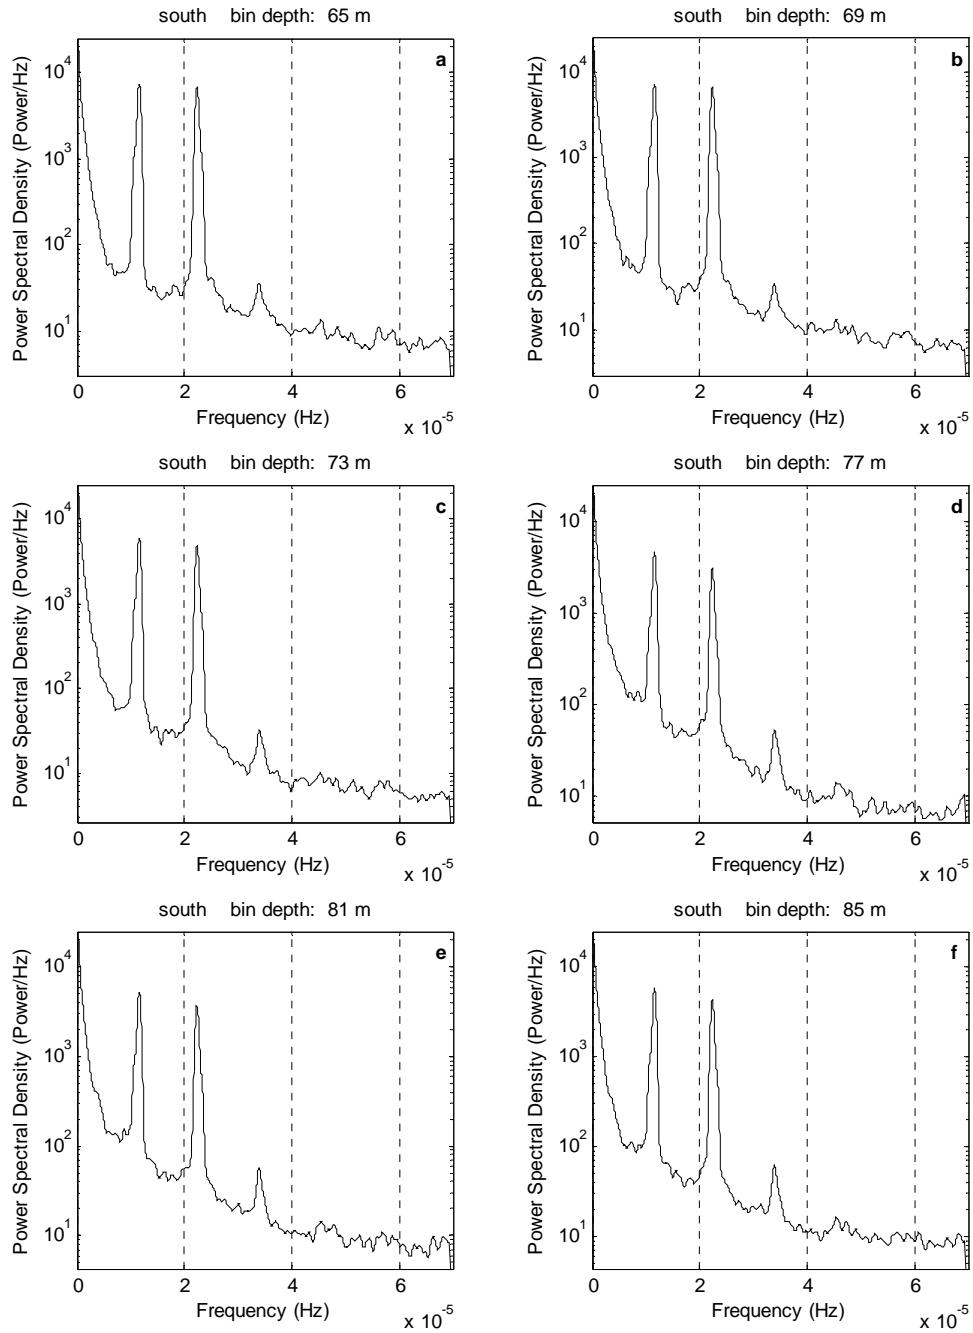 south bin depth: 65 m
a
Power Spectral Density (Power/Hz)
10^4
10^3
10^2
10^1
0 2 4 6
Frequency (Hz)
x 10^-5
south bin depth: 69 m
b
Power Spectral Density (Power/Hz)
10^4
10^3
10^2
10^1
0 2 4 6
Frequency (Hz)
x 10^-5
south bin depth: 73 m
c
Power Spectral Density (Power/Hz)
10^4
10^3
10^2
10^1
0 2 4 6
Frequency (Hz)
x 10^-5
south bin depth: 77 m
d
Power Spectral Density (Power/Hz)
10^4
10^3
10^2
10^1
0 2 4 6
Frequency (Hz)
x 10^-5
south bin depth: 81 m
e
Power Spectral Density (Power/Hz)
10^4
10^3
10^2
10^1
0 2 4 6
Frequency (Hz)
x 10^-5
south bin depth: 85 m
f
Power Spectral Density (Power/Hz)
10^4
10^3
10^2
10^1
0 2 4 6
Frequency (Hz)
x 10^-5